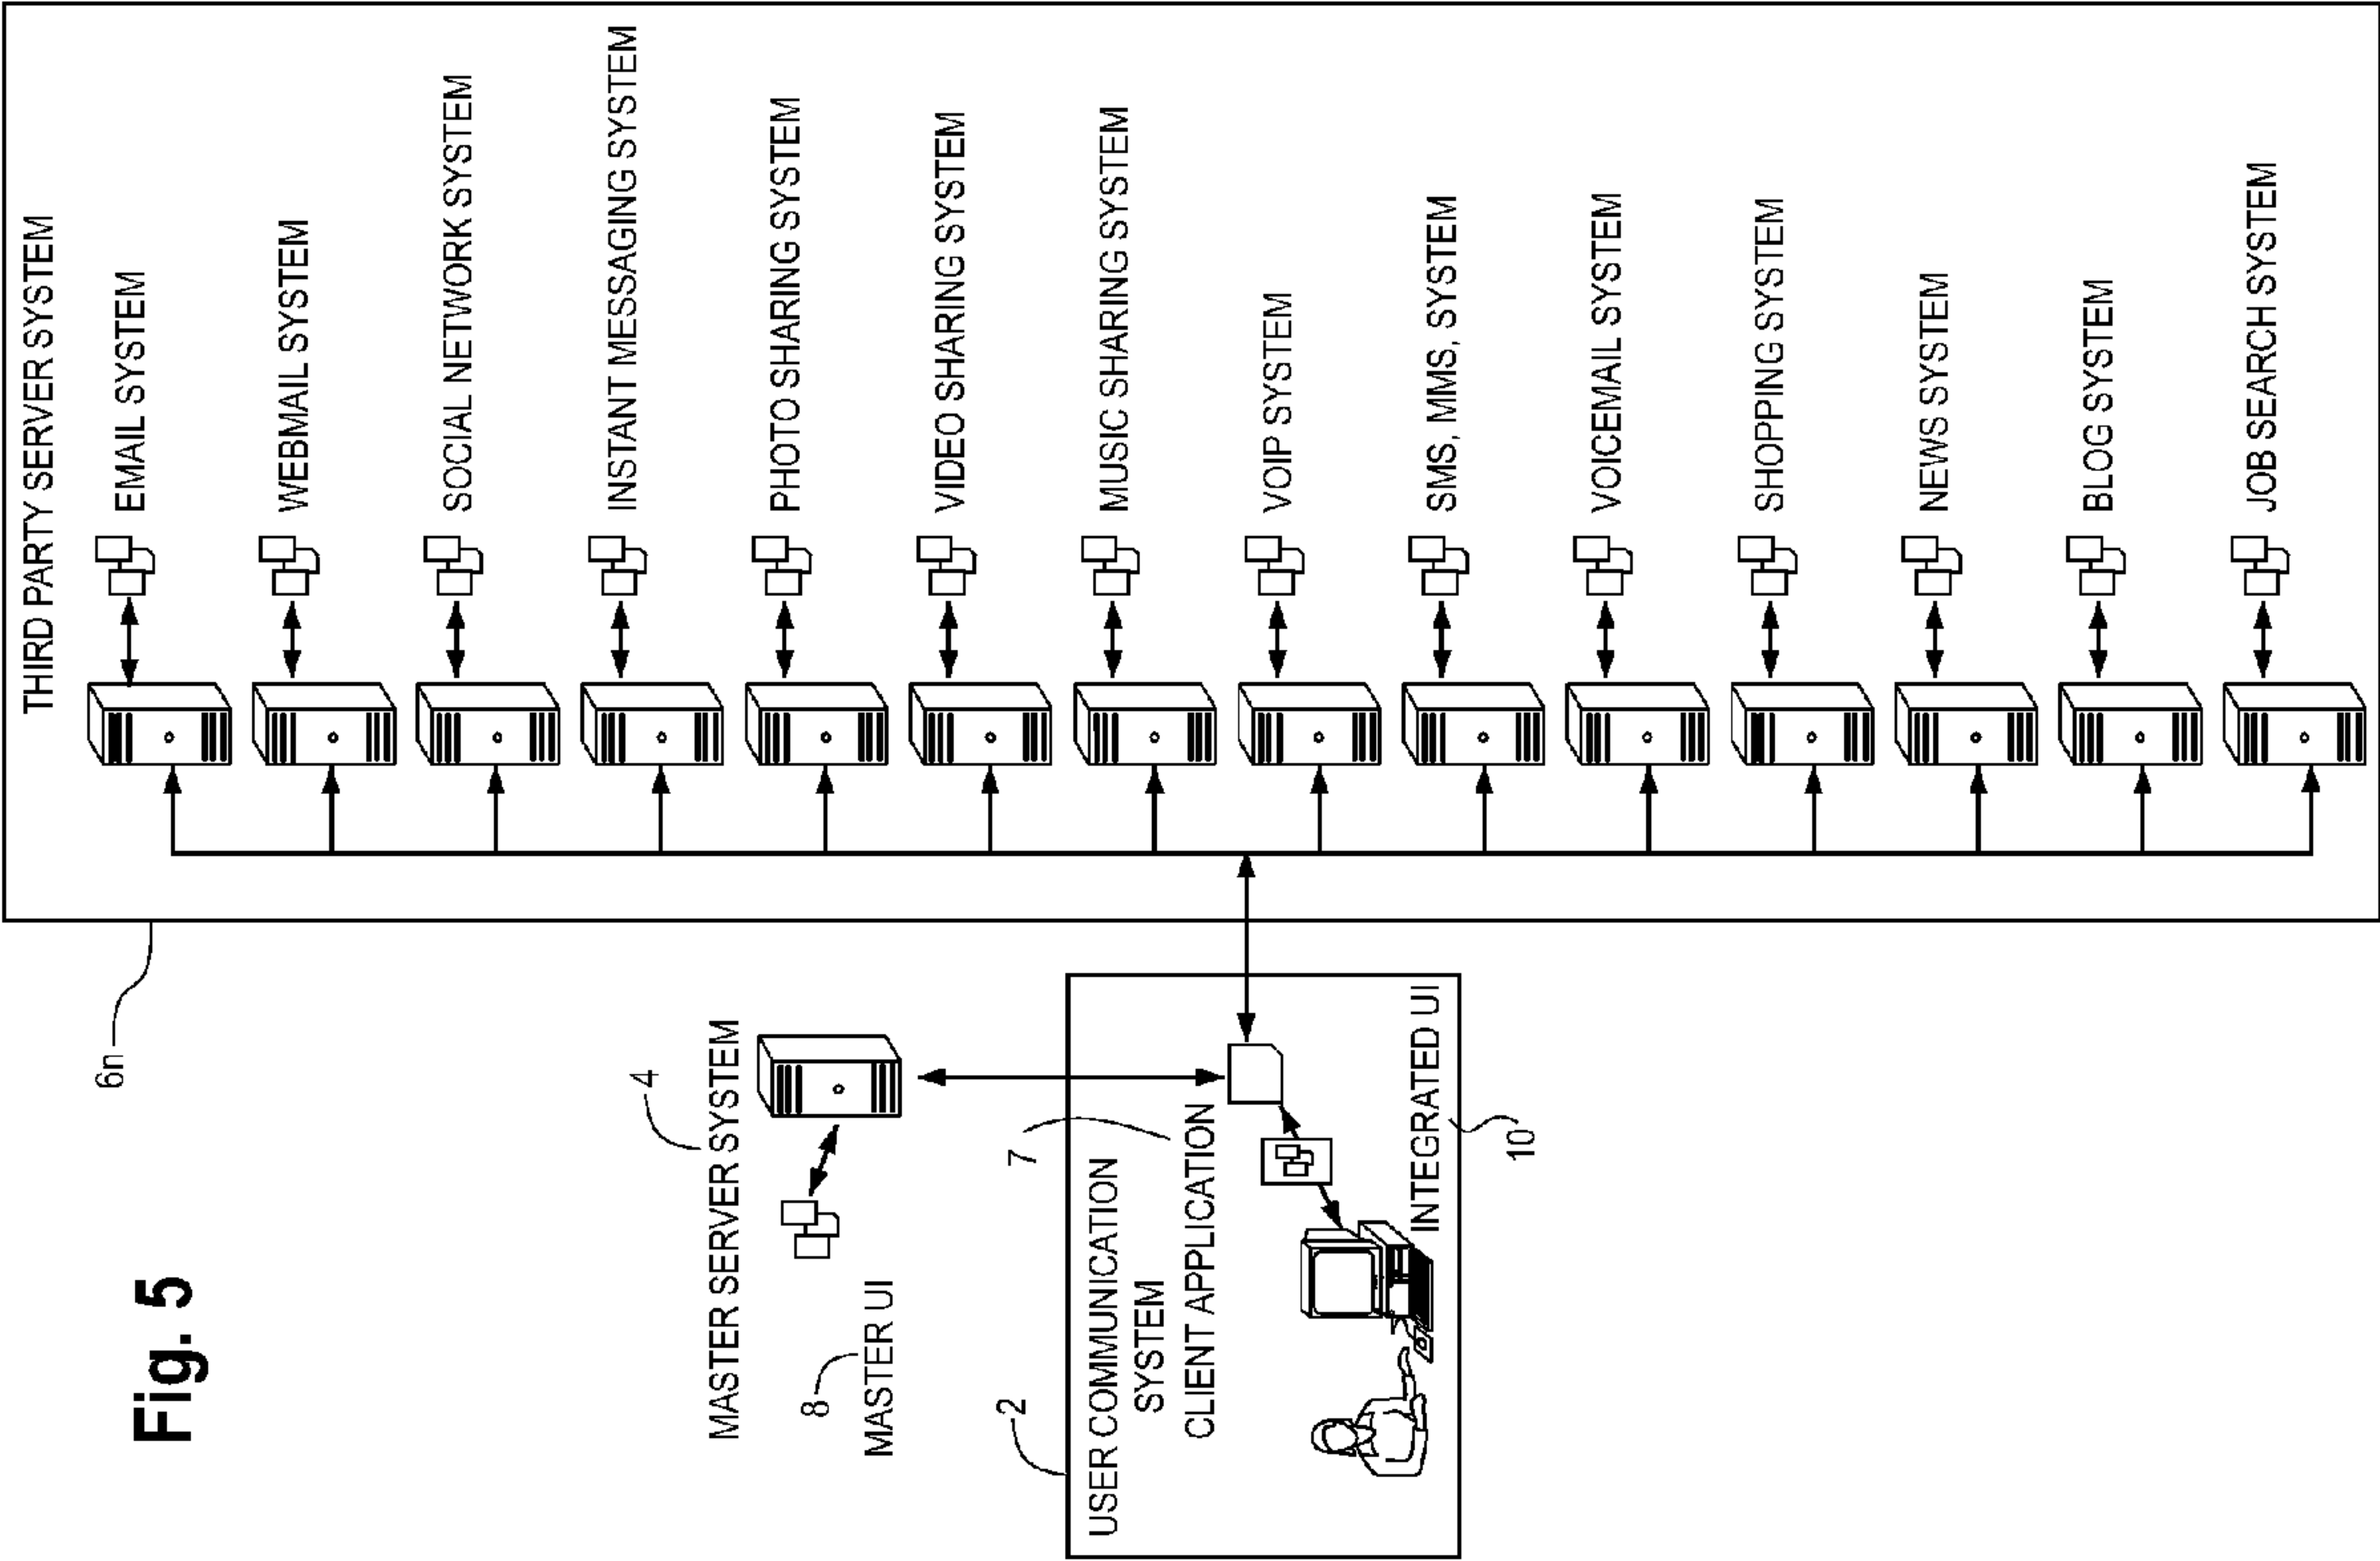 Fig. 5
THIRD PARTY SERVER SYSTEM
EMAIL SYSTEM
WEBMAIL SYSTEM
SOCIAL NETWORK SYSTEM
INSTANT MESSAGING SYSTEM
PHOTO SHARING SYSTEM
VIDEO SHARING SYSTEM
MUSIC SHARING SYSTEM
VOIP SYSTEM
SMS, MMS, SYSTEM
VOICEMAIL SYSTEM
SHOPPING SYSTEM
NEWS SYSTEM
BLOG SYSTEM
JOB SEARCH SYSTEM
6n
4
MASTER SERVER SYSTEM
8
MASTER UI
2
7
USER COMMUNICATION
SYSTEM
CLIENT APPLICATION
INTEGRATED UI
10